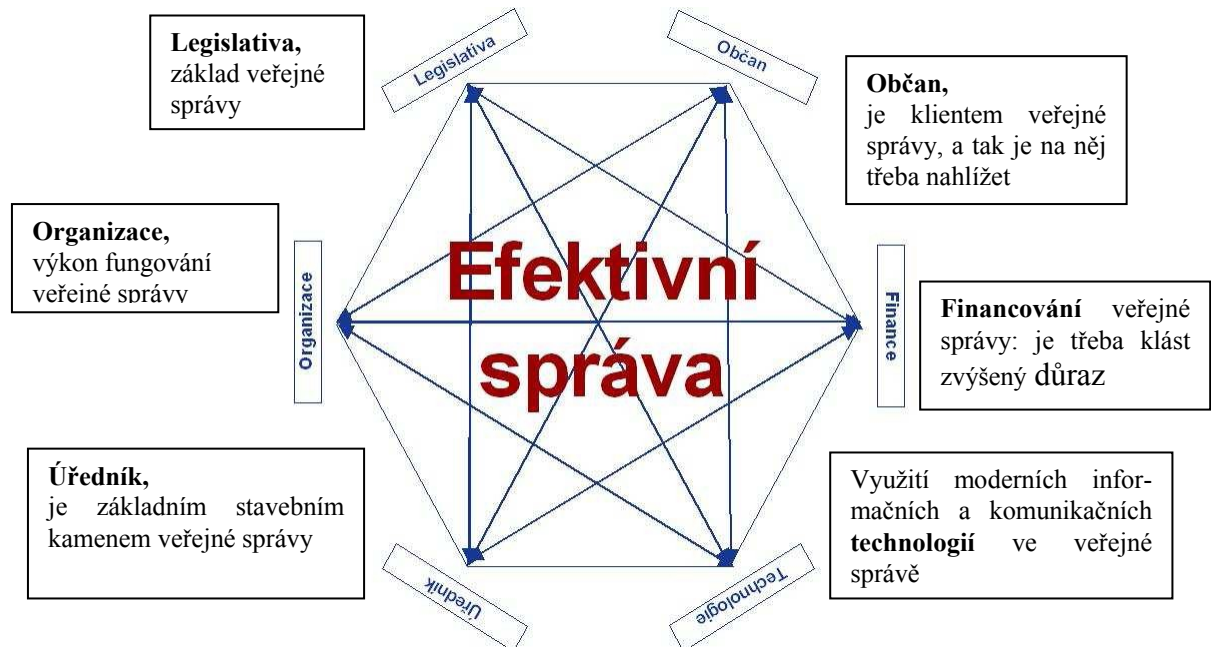 Legislativa,
základ veřejné
správy
Legislativa
Občan
Občan,
je klientem veřejné
správy, a tak je na něj
třeba nahlížet
Organizace,
výkon fungování
veřejné správy
Organizace
Efektivní
správa
Finance
Financování veřejné
správy: je třeba klást
zvýšený důraz
Úředník,
je základním stavebním
kamenem veřejné správy
Úředník
Technologie
Využití moderních infor-
mačních a komunikačních
technologií ve veřejné
správě